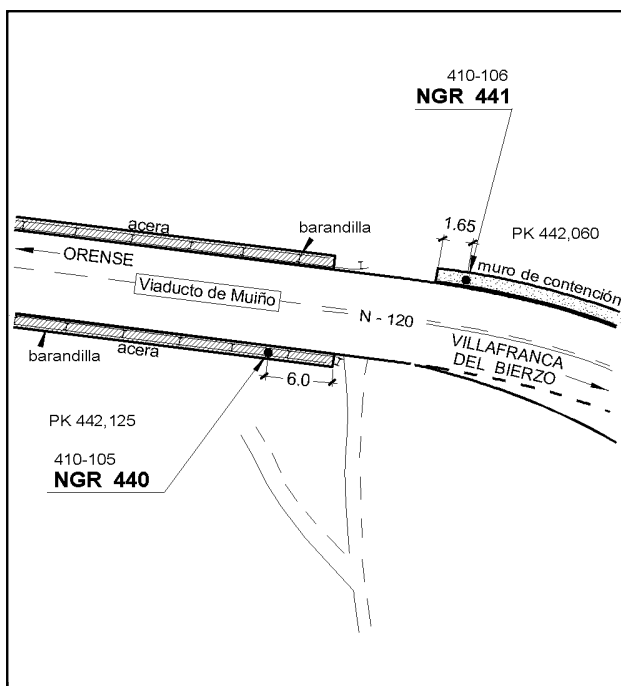 410-106
NGR 441
1.65
PK 442,060
acera
barandilla
muro de contención
ORENSE
Viaducto de Muiño
N - 120
VILLAFRANCA
DEL BIERZO
barandilla
acera
6.0
PK 442,125
410-105
NGR 440